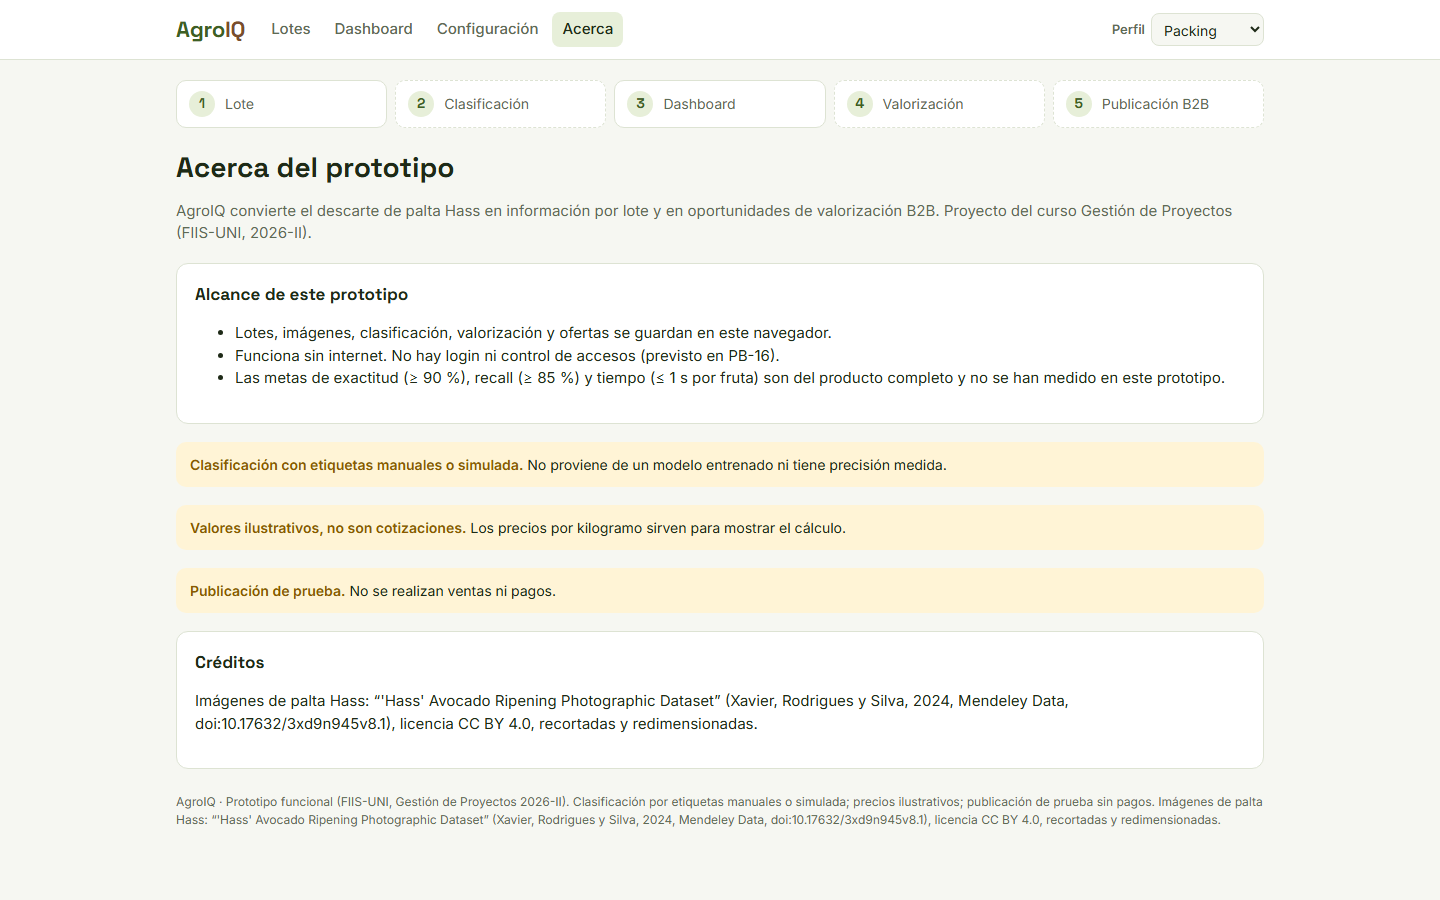 AgroIQ
Lotes
Dashboard
Configuración
Acerca
Perfil
Packing
1 Lote
2 Clasificación
3 Dashboard
4 Valorización
5 Publicación B2B
Acerca del prototipo
AgroIQ convierte el descarte de palta Hass en información por lote y en oportunidades de valorización B2B. Proyecto del curso Gestión de Proyectos
(FIIS-UNI, 2026-II).
Alcance de este prototipo
• Lotes, imágenes, clasificación, valorización y ofertas se guardan en este navegador.
• Funciona sin internet. No hay login ni control de accesos (previsto en PB-16).
• Las metas de exactitud (≥ 90 %), recall (≥ 85 %) y tiempo (≤ 1 s por fruta) son del producto completo y no se han medido en este prototipo.
Clasificación con etiquetas manuales o simulada. No proviene de un modelo entrenado ni tiene precisión medida.
Valores ilustrativos, no son cotizaciones. Los precios por kilogramo sirven para mostrar el cálculo.
Publicación de prueba. No se realizan ventas ni pagos.
Créditos
Imágenes de palta Hass: “'Hass' Avocado Ripening Photographic Dataset” (Xavier, Rodrigues y Silva, 2024, Mendeley Data,
doi:10.17632/3xd9n945v8.1), licencia CC BY 4.0, recortadas y redimensionadas.
AgroIQ · Prototipo funcional (FIIS-UNI, Gestión de Proyectos 2026-II). Clasificación por etiquetas manuales o simulada; precios ilustrativos; publicación de prueba sin pagos. Imágenes de palta
Hass: “'Hass' Avocado Ripening Photographic Dataset” (Xavier, Rodrigues y Silva, 2024, Mendeley Data, doi:10.17632/3xd9n945v8.1), licencia CC BY 4.0, recortadas y redimensionadas.